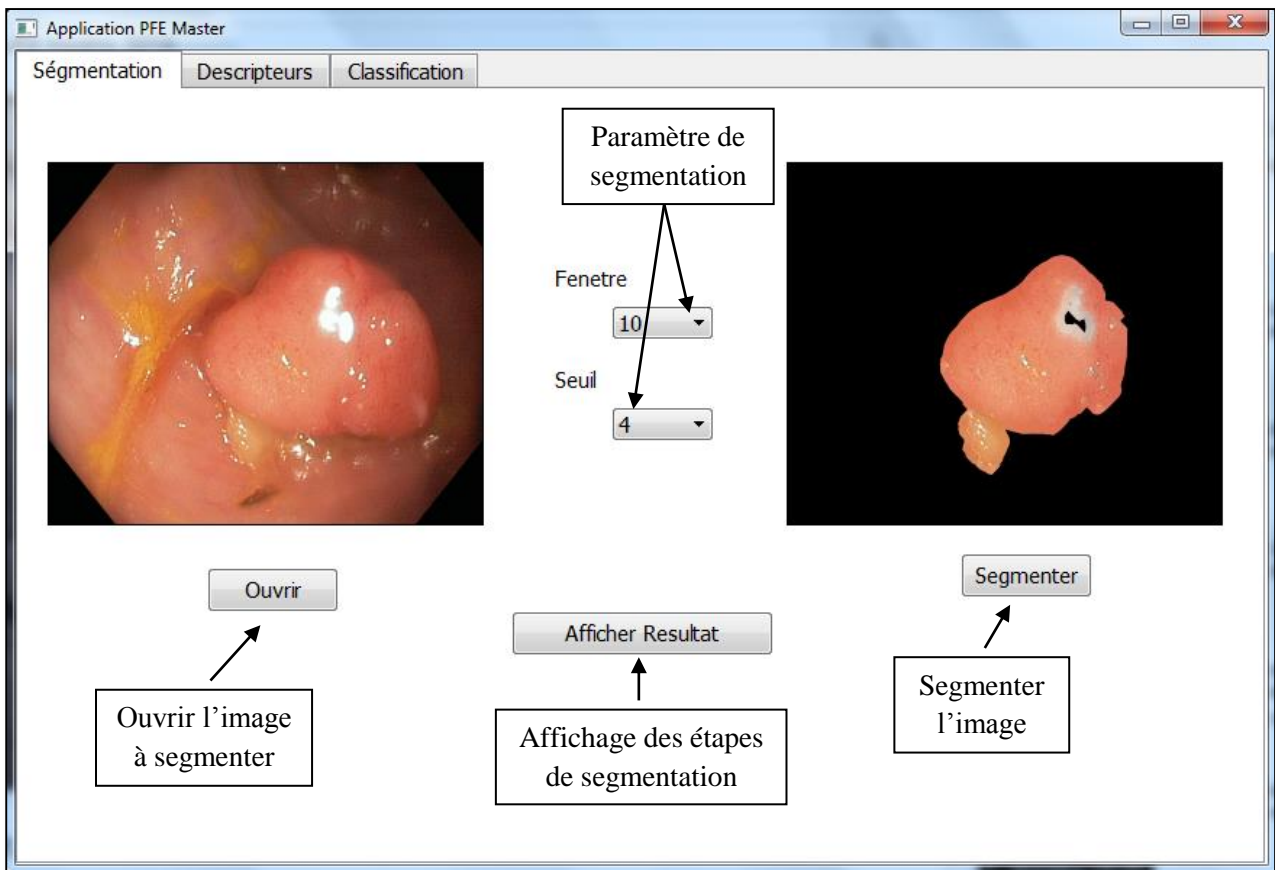 Application PFE Master
Ségmentation
Descripteurs
Classification
Paramètre de
segmentation
Fenetre
10
Seuil
4
Ouvrir
Segmenter
Afficher Resultat
Ouvrir l’image
à segmenter
Affichage des étapes
de segmentation
Segmenter
l’image